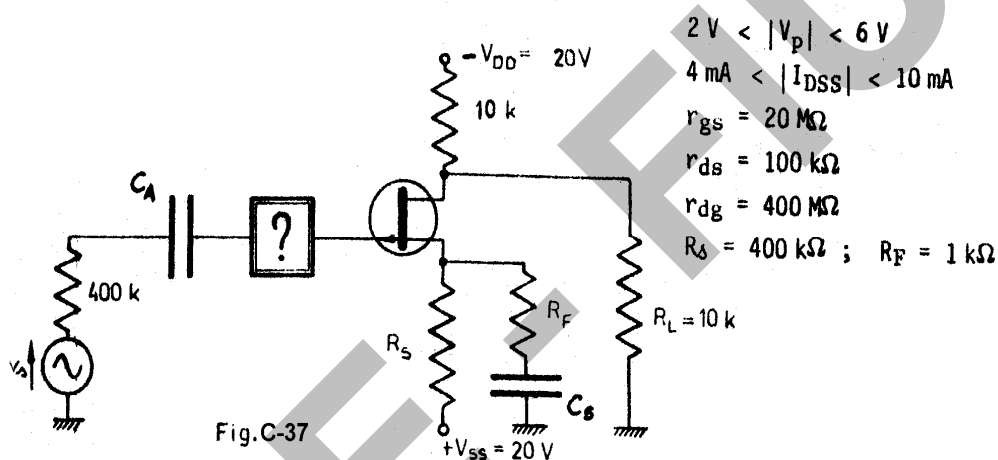 2 V < |Vp| < 6 V
4 mA < |IDSS| < 10 mA
rgs = 20 MΩ
rds = 100 kΩ
rdg = 400 MΩ
Rs = 400 kΩ ; RF = 1 kΩ
-VDD = 20V
10 k
CA
?
400 k
vs
RS
RF
CS
RL = 10 k
+VSS = 20 V
Fig.C-37